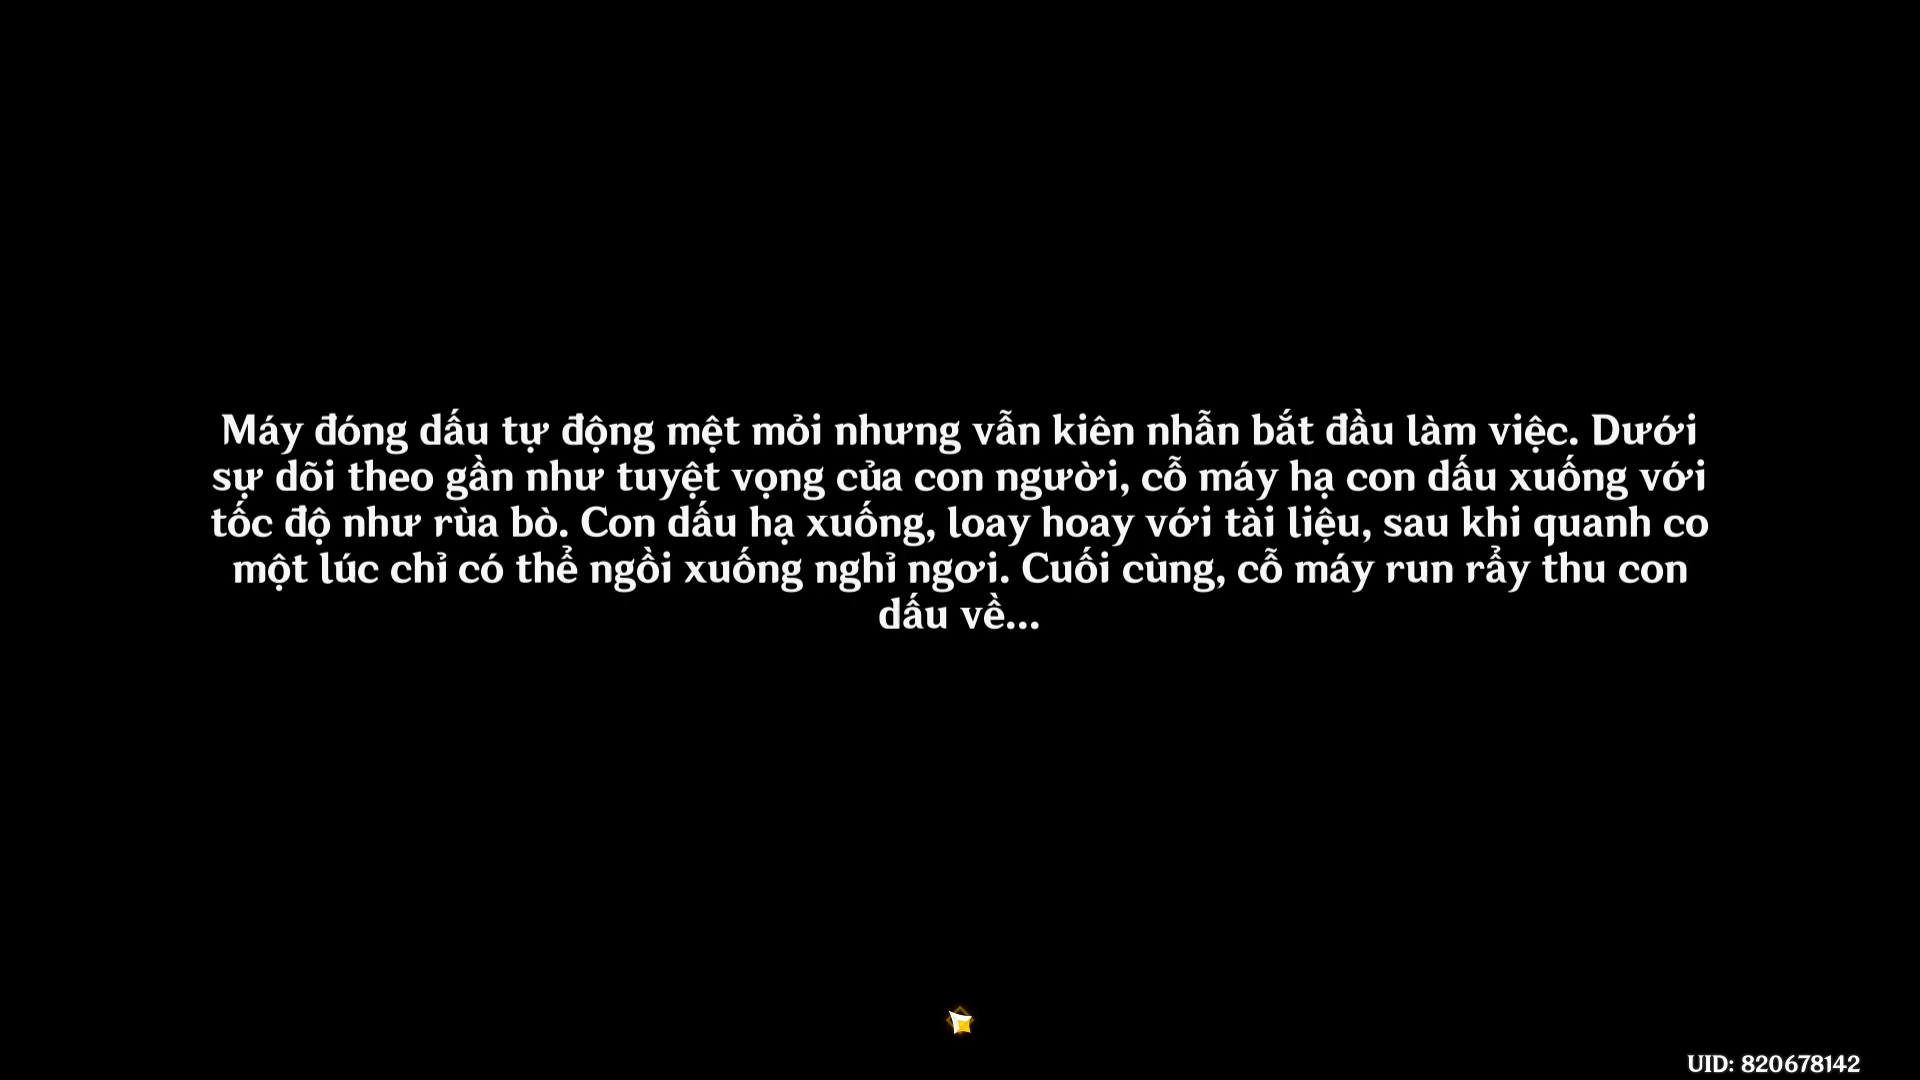 Máy đóng dấu tự động mệt mỏi nhưng vẫn kiên nhẫn bắt đầu làm việc. Dưới
sự dõi theo gần như tuyệt vọng của con người, cỗ máy hạ con dấu xuống với
tốc độ như rùa bò. Con dấu hạ xuống, loay hoay với tài liệu, sau khi quanh co
một lúc chỉ có thể ngồi xuống nghỉ ngơi. Cuối cùng, cỗ máy run rẩy thu con
dấu về...
UID: 820678142